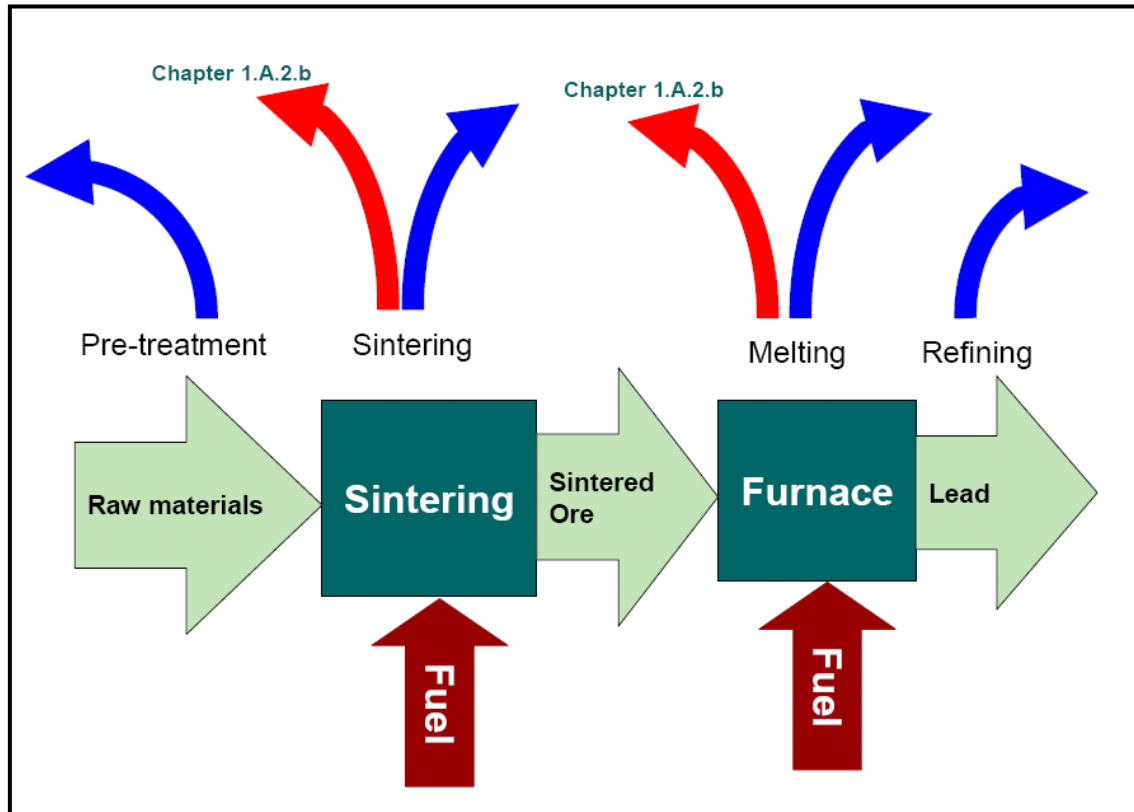 Chapter 1.A.2.b
Chapter 1.A.2.b
Pre-treatment
Sintering
Melting
Refining
Raw materials
Sintering
Sintered
Ore
Furnace
Lead
Fuel
Fuel